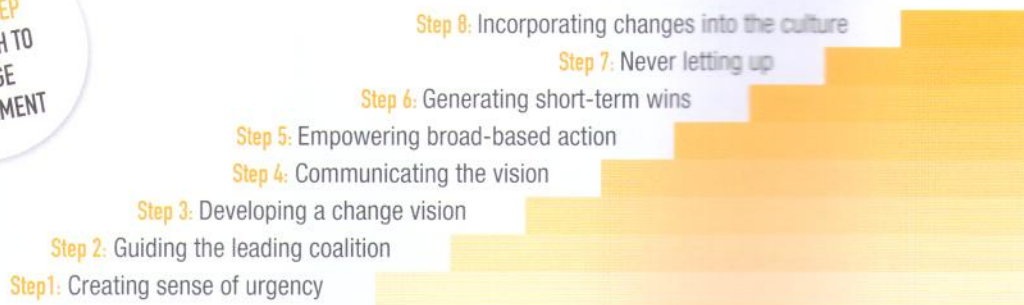 EP
H TO
GE
MENT
Step 8: Incorporating changes into the culture
Step 7: Never letting up
Step 6: Generating short-term wins
Step 5: Empowering broad-based action
Step 4: Communicating the vision
Step 3: Developing a change vision
Step 2: Guiding the leading coalition
Step1: Creating sense of urgency